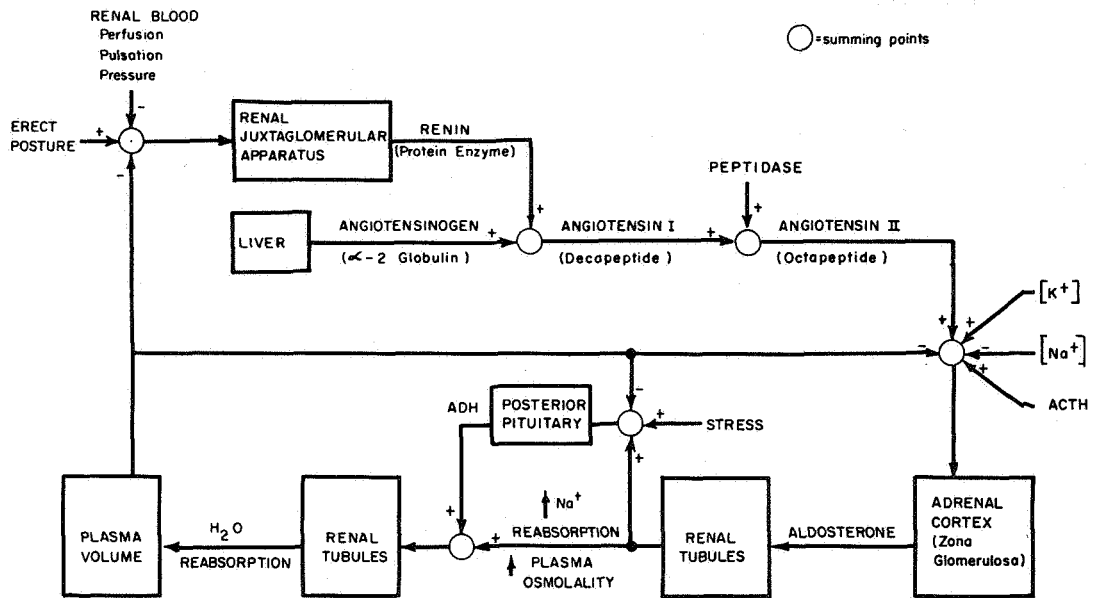 RENAL BLOOD
Perfusion
Pulsation
Pressure
=summing points
-
ERECT
POSTURE
+
-
RENAL
JUXTAGLOMERULAR
APPARATUS
RENIN
(Protein Enzyme)
+
PEPTIDASE
+
LIVER
ANGIOTENSINOGEN
(α-2 Globulin)
+
ANGIOTENSIN I
(Decapeptide)
+
ANGIOTENSIN II
(Octapeptide)
+
[K+]
+
-
[Na+]
-
ACTH
+
ADH
POSTERIOR
PITUITARY
-
+
STRESS
+
PLASMA
VOLUME
H2O
REABSORPTION
RENAL
TUBULES
+
+
↑ Na+
REABSORPTION
↑ PLASMA
OSMOLALITY
RENAL
TUBULES
ALDOSTERONE
ADRENAL
CORTEX
(Zona
Glomerulosa)